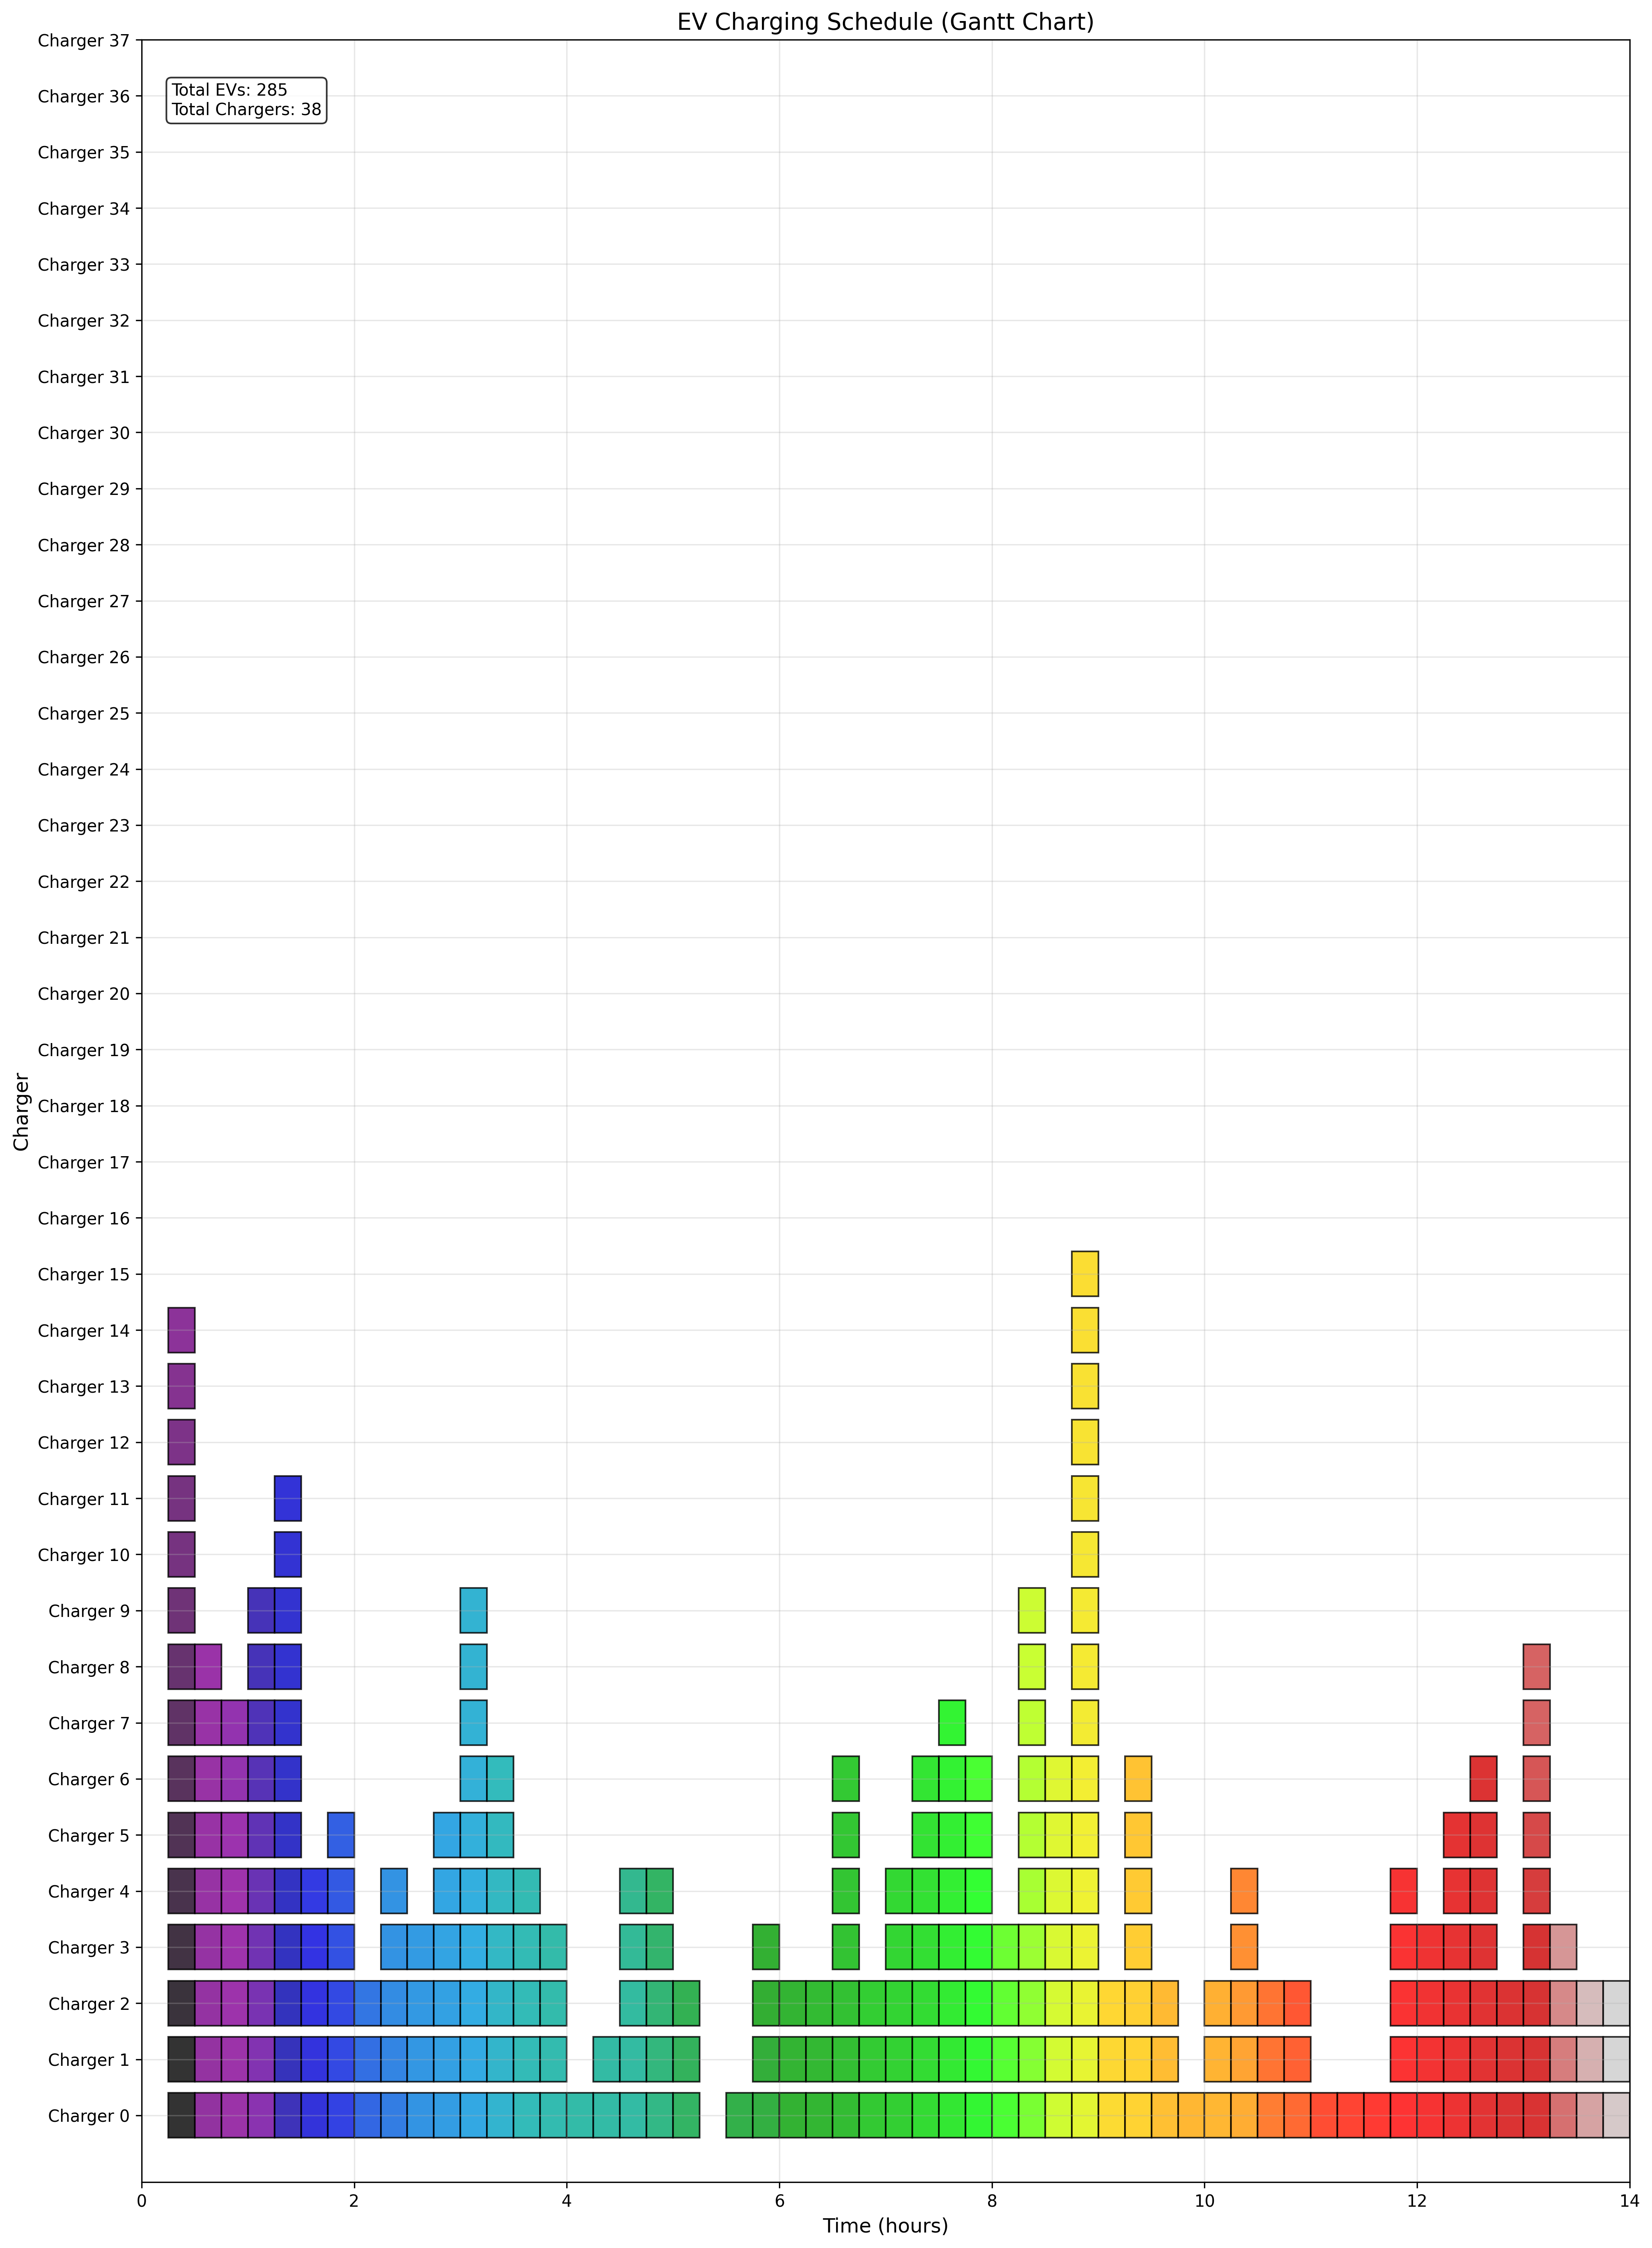 EV Charging Schedule (Gantt Chart)
Charger 37
Total EVs: 285
Charger 36
Total Chargers: 38
Charger 35
Charger 34
Charger 33
Charger 32
Charger 31
Charger 30
Charger 29
Charger 28
Charger 27
Charger 26
Charger 25
Charger 24
Charger 23
Charger 22
Charger 21
Charger 20
Charger 19
Charger 18
Charger 17
Charger 16
Charger 15
Charger 14
Charger 13
Charger 12
Charger 11
Charger 10
Charger 9
Charger 8
Charger 7
Charger 6
Charger 5
Charger 4
Charger 3
Charger 2
Charger 1
Charger 0
Charger
0 2 4 6 8 10 12 14
Time (hours)